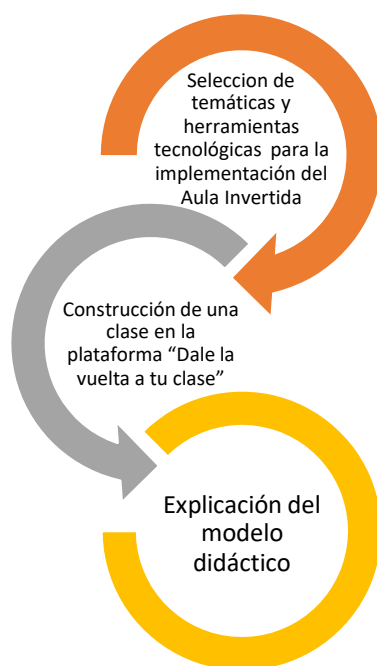 Seleccion de
temáticas y
herramientas
tecnológicas para la
implementación del
Aula Invertida
Construcción de una
clase en la
plataforma “Dale la
vuelta a tu clase”
Explicación del
modelo
didáctico